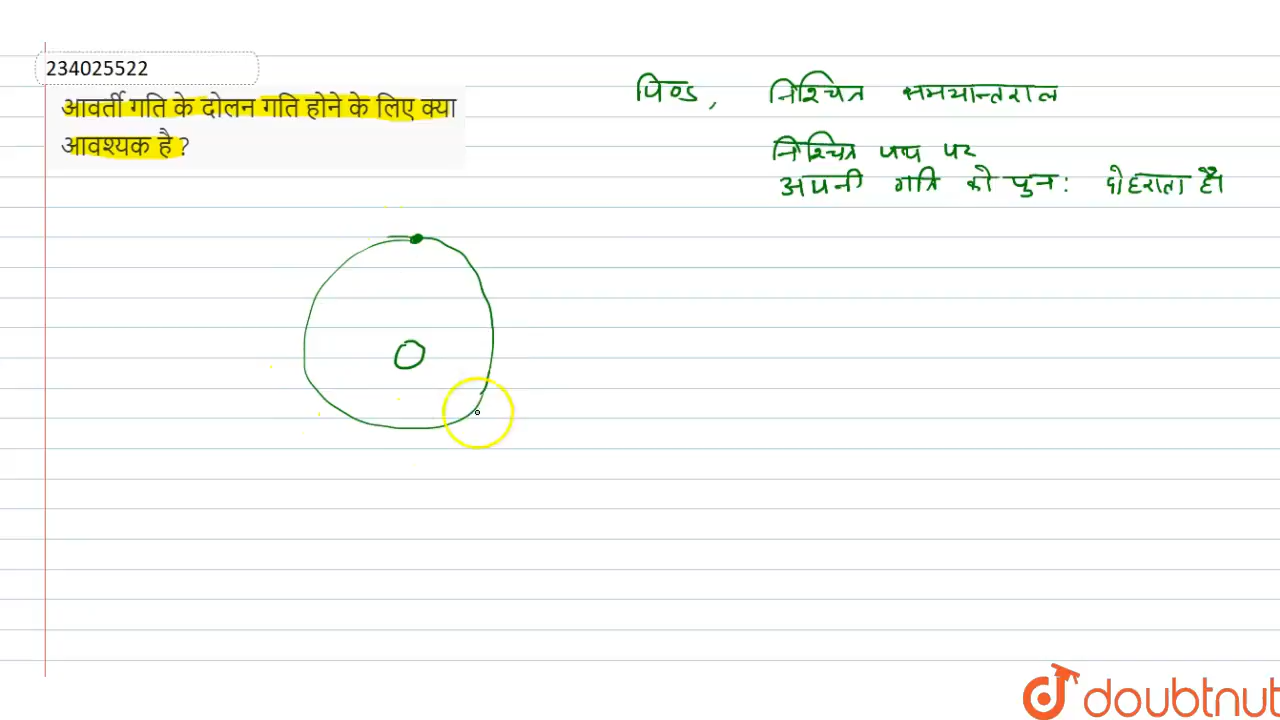 234025522
आवर्ती गति के दोलन गति होने के लिए क्या
आवश्यक है ?
पिण्ड, निश्चित समयान्तराल
निश्चित पथ पर
अपनी गति को पुन: दोहराता है।
doubtnut